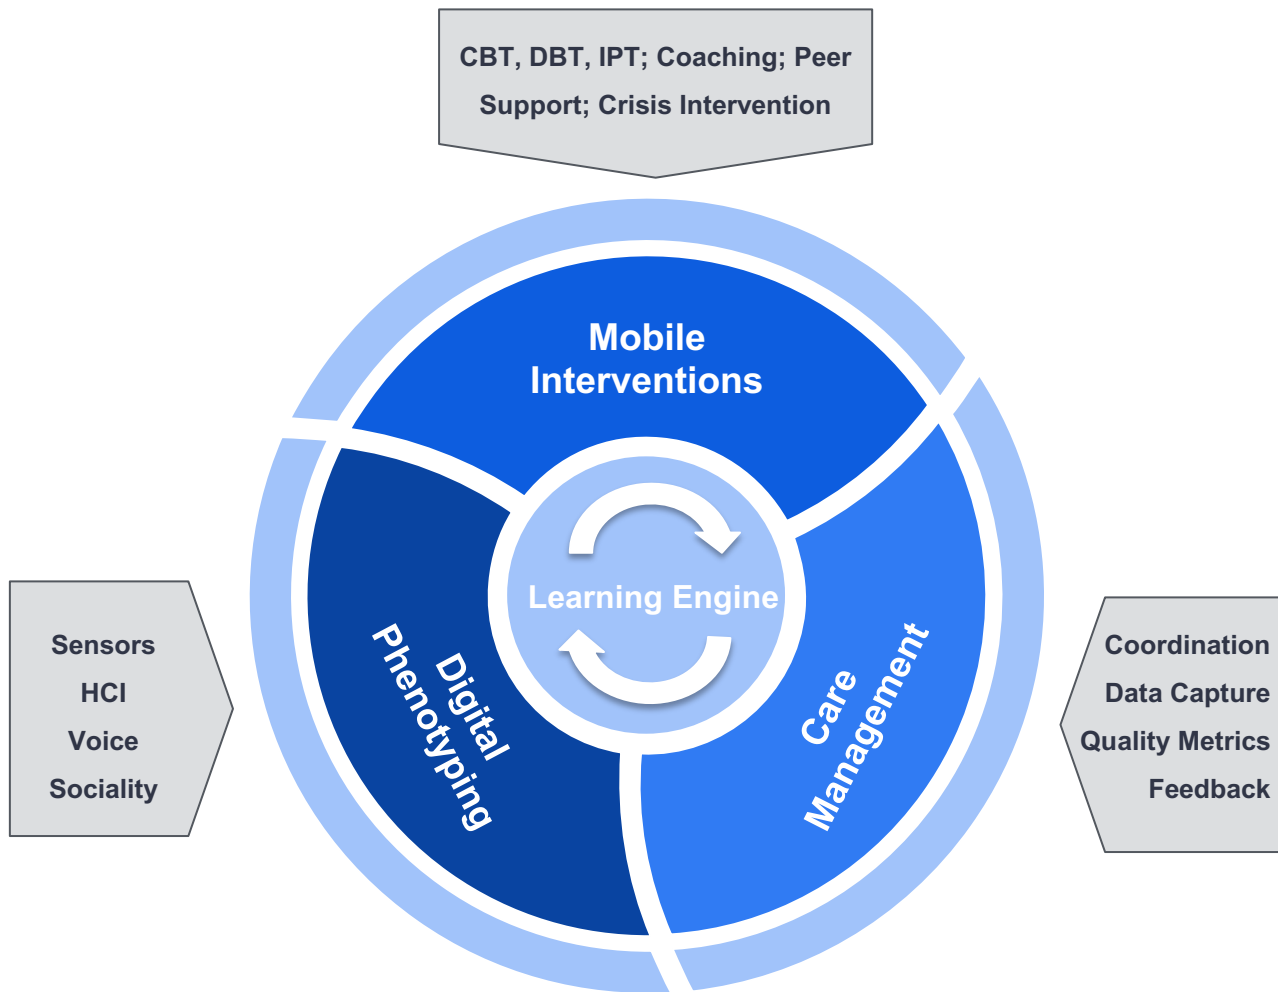 CBT, DBT, IPT; Coaching; Peer
Support; Crisis Intervention
Mobile
Interventions
Learning Engine
Digital
Phenotyping
Care
Management
Sensors
HCI
Voice
Sociality
Coordination
Data Capture
Quality Metrics
Feedback